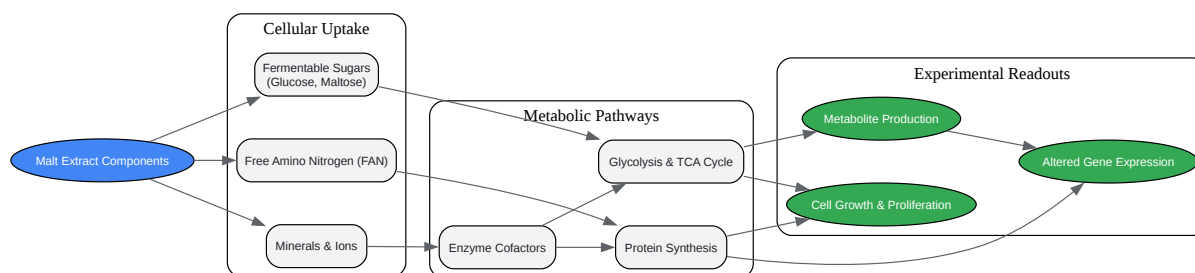 Cellular Uptake
Fermentable Sugars
(Glucose, Maltose)
Free Amino Nitrogen (FAN)
Minerals & Ions
Malt Extract Components
Metabolic Pathways
Glycolysis & TCA Cycle
Enzyme Cofactors
Protein Synthesis
Experimental Readouts
Metabolite Production
Altered Gene Expression
Cell Growth & Proliferation